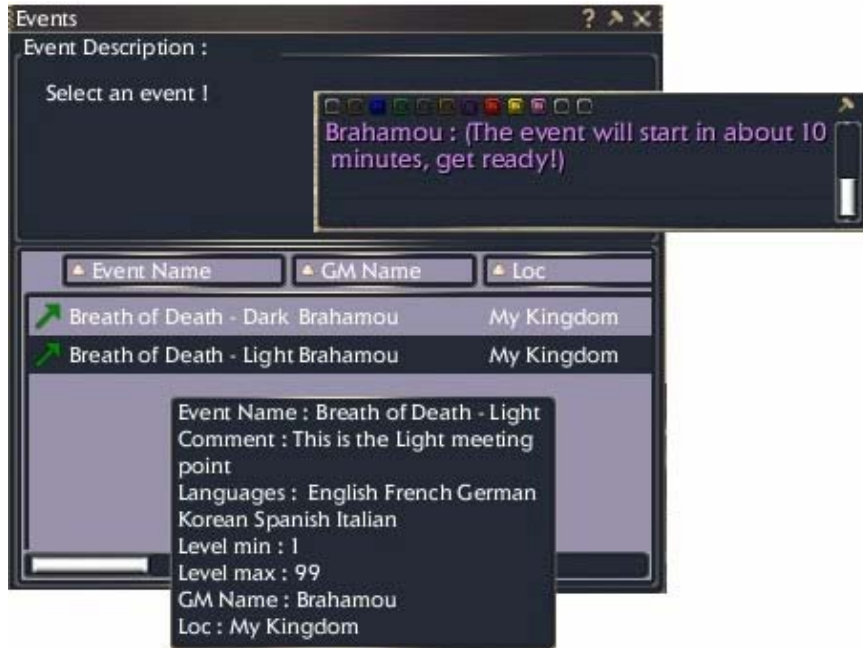 Events
Event Description :
Select an event !
Brahamou : (The event will start in about 10
minutes, get ready!)
Event Name GM Name Loc
Breath of Death - Dark Brahamou My Kingdom
Breath of Death - Light Brahamou My Kingdom
Event Name : Breath of Death - Light
Comment : This is the Light meeting
point
Languages : English French German
Korean Spanish Italian
Level min : 1
Level max : 99
GM Name : Brahamou
Loc : My Kingdom